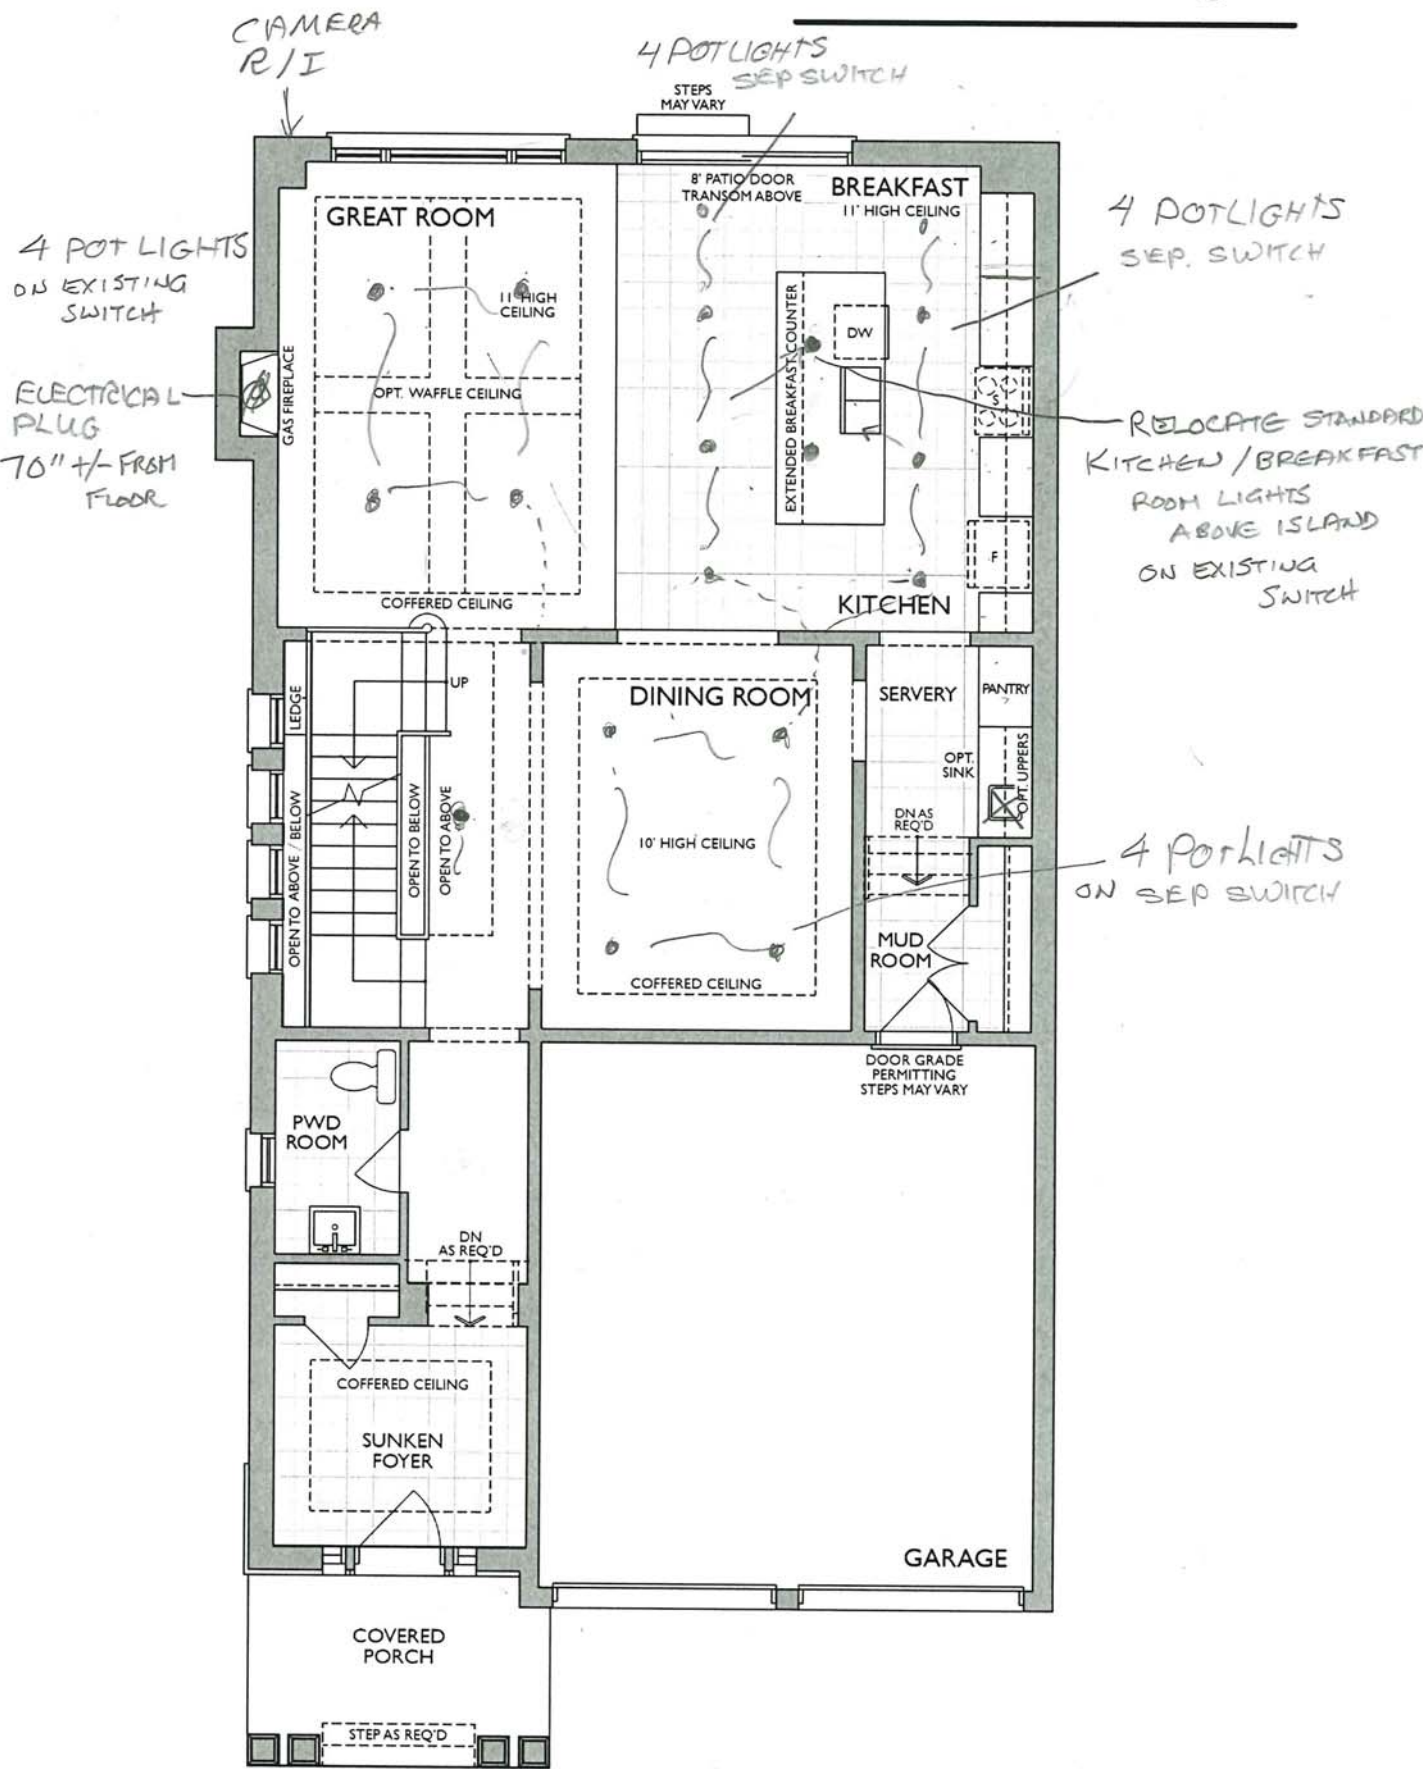 CAMERA
R/I
4 POTLIGHTS
SEP SWITCH
STEPS
MAY VARY
8' PATIO DOOR
TRANSOM ABOVE
BREAKFAST
11' HIGH CEILING
GREAT ROOM
4 POTLIGHTS
SEP. SWITCH
4 POT LIGHTS
ON EXISTING
SWITCH
11' HIGH
CEILING
EXTENDED BREAKFAST COUNTER
DW
GAS FIREPLACE
OPT. WAFFLE CEILING
S
ELECTRICAL
PLUG
70" +/- FROM
FLOOR
RELOCATE STANDARD
KITCHEN / BREAKFAST
ROOM LIGHTS
ABOVE ISLAND
ON EXISTING
SWITCH
F
COFFERED CEILING
KITCHEN
UP
LEDGE
DINING ROOM
SERVERY
PANTRY
OPT.
SINK
OPT. UPPERS
OPEN TO ABOVE / BELOW
OPEN TO BELOW
OPEN TO ABOVE
10' HIGH CEILING
DN AS
REQ'D
4 POTLIGHTS
ON SEP SWITCH
MUD
ROOM
COFFERED CEILING
DOOR GRADE
PERMITTING
STEPS MAY VARY
PWD
ROOM
DN
AS REQ'D
COFFERED CEILING
SUNKEN
FOYER
GARAGE
COVERED
PORCH
STEP AS REQ'D